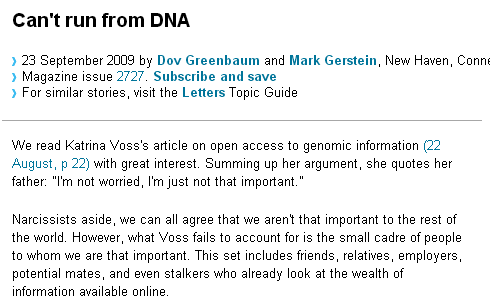 Can't run from DNA
23 September 2009 by Dov Greenbaum and Mark Gerstein, New Haven, Conne
Magazine issue 2727. Subscribe and save
For similar stories, visit the Letters Topic Guide
We read Katrina Voss's article on open access to genomic information (22
August, p 22) with great interest. Summing up her argument, she quotes her
father: "I'm not worried, I'm just not that important."
Narcissists aside, we can all agree that we aren't that important to the rest of
the world. However, what Voss fails to account for is the small cadre of people
to whom we are that important. This set includes friends, relatives, employers,
potential mates, and even stalkers who already look at the wealth of
information available online.